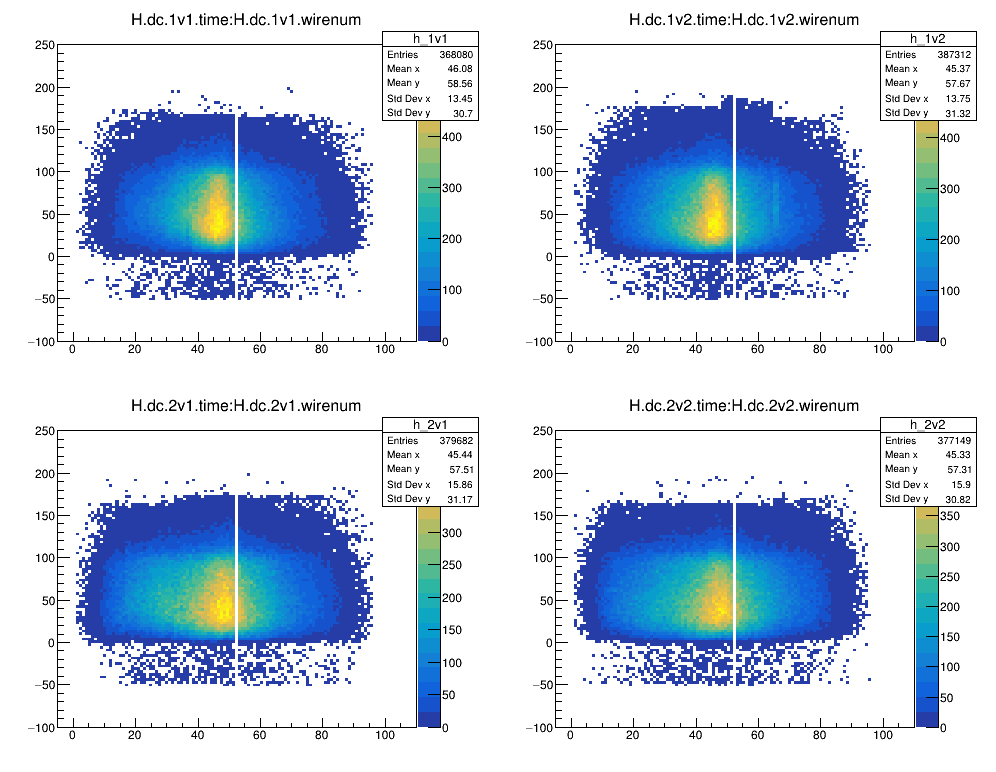 H.dc.1v1.time:H.dc.1v1.wirenum
h_1v1
Entries 368080
Mean x 46.08
Mean y 58.56
Std Dev x 13.45
Std Dev y 30.7
250
200
150
100
50
0
−50
−100
0 20 40 60 80 100
400
300
200
100
0
H.dc.1v2.time:H.dc.1v2.wirenum
h_1v2
Entries 387312
Mean x 45.37
Mean y 57.67
Std Dev x 13.75
Std Dev y 31.32
250
200
150
100
50
0
−50
−100
0 20 40 60 80 100
400
300
200
100
0
H.dc.2v1.time:H.dc.2v1.wirenum
h_2v1
Entries 379682
Mean x 45.44
Mean y 57.51
Std Dev x 15.86
Std Dev y 31.17
250
200
150
100
50
0
−50
−100
0 20 40 60 80 100
300
250
200
150
100
50
0
H.dc.2v2.time:H.dc.2v2.wirenum
h_2v2
Entries 377149
Mean x 45.33
Mean y 57.31
Std Dev x 15.9
Std Dev y 30.82
250
200
150
100
50
0
−50
−100
0 20 40 60 80 100
350
300
250
200
150
100
50
0